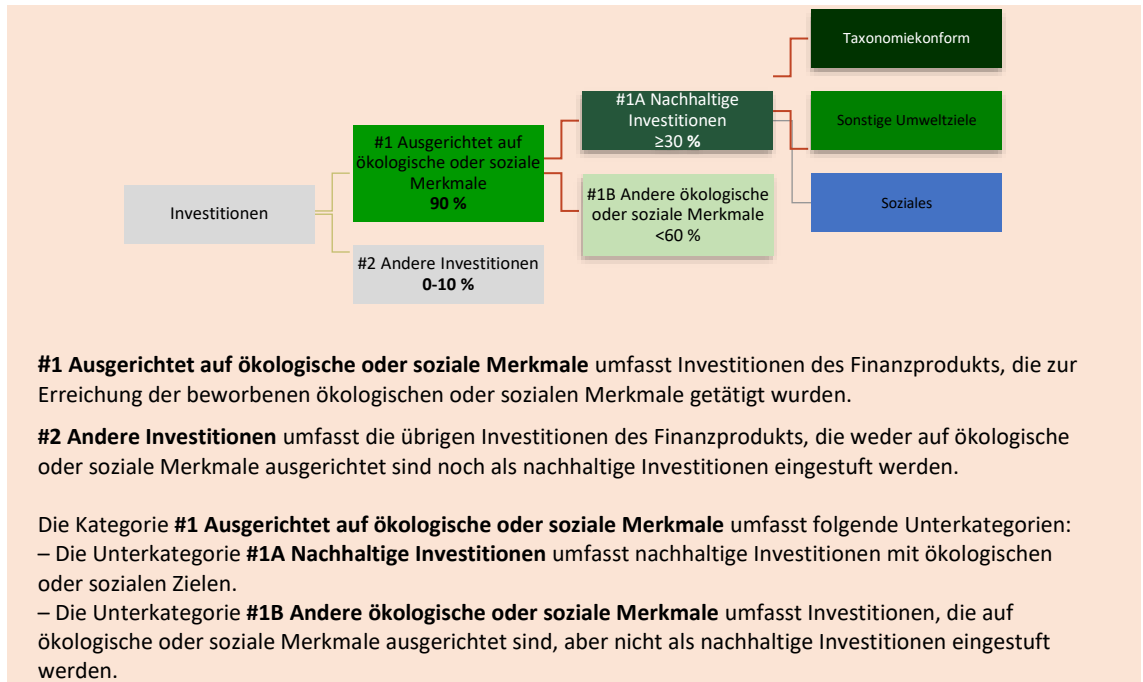 Taxonomiekonform
#1A Nachhaltige
Investitionen
≥30 %
Sonstige Umweltziele
#1 Ausgerichtet auf
ökologische oder soziale
Merkmale
90 %
#1B Andere ökologische
oder soziale Merkmale
<60 %
Soziales
Investitionen
#2 Andere Investitionen
0-10 %
#1 Ausgerichtet auf ökologische oder soziale Merkmale umfasst Investitionen des Finanzprodukts, die zur
Erreichung der beworbenen ökologischen oder sozialen Merkmale getätigt wurden.
#2 Andere Investitionen umfasst die übrigen Investitionen des Finanzprodukts, die weder auf ökologische
oder soziale Merkmale ausgerichtet sind noch als nachhaltige Investitionen eingestuft werden.
Die Kategorie #1 Ausgerichtet auf ökologische oder soziale Merkmale umfasst folgende Unterkategorien:
– Die Unterkategorie #1A Nachhaltige Investitionen umfasst nachhaltige Investitionen mit ökologischen
oder sozialen Zielen.
– Die Unterkategorie #1B Andere ökologische oder soziale Merkmale umfasst Investitionen, die auf
ökologische oder soziale Merkmale ausgerichtet sind, aber nicht als nachhaltige Investitionen eingestuft
werden.